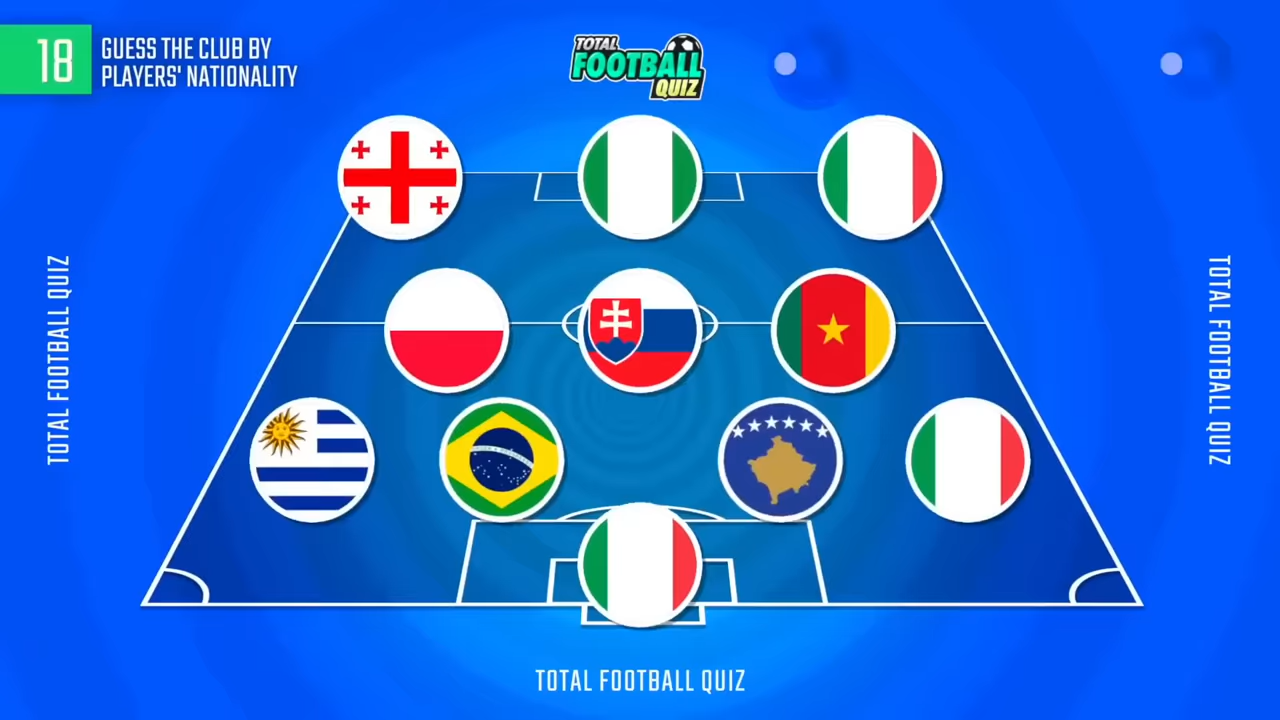 18
GUESS THE CLUB BY
PLAYERS' NATIONALITY
TOTAL
FOOTBALL
QUIZ
TOTAL FOOTBALL QUIZ
TOTAL FOOTBALL QUIZ
TOTAL FOOTBALL QUIZ